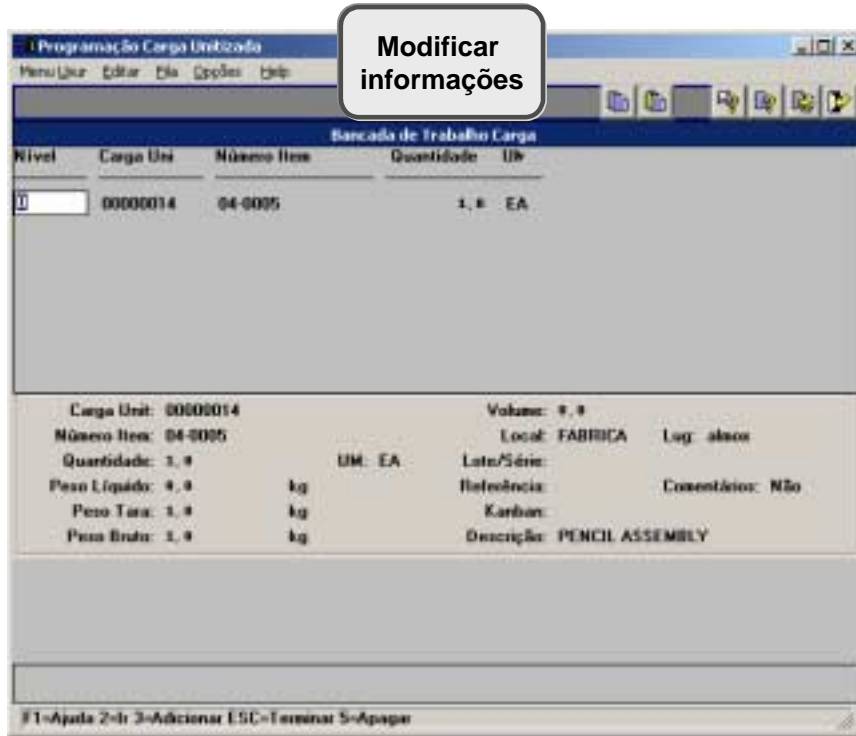 Modificar
informações
Programação Carga Unitizada
Menu Usur Editar Fila Opções Help
Bancada de Trabalho Carga
Nível Carga Uni Número Item Quantidade UM
1 00000014 04-0005 1,0 EA
Carga Unit: 00000014 Volume: 0,0
Número Item: 04-0005 Local: FABRICA Lug: almox
Quantidade: 1,0 UM: EA Lote/Série:
Peso Líquido: 0,0 kg Referência: Comentários: Não
Peso Tara: 1,0 kg Kanban:
Peso Bruto: 1,0 kg Descrição: PENCIL ASSEMBLY
F1=Ajuda 2=Ir 3=Adicionar ESC=Terminar 5=Apagar